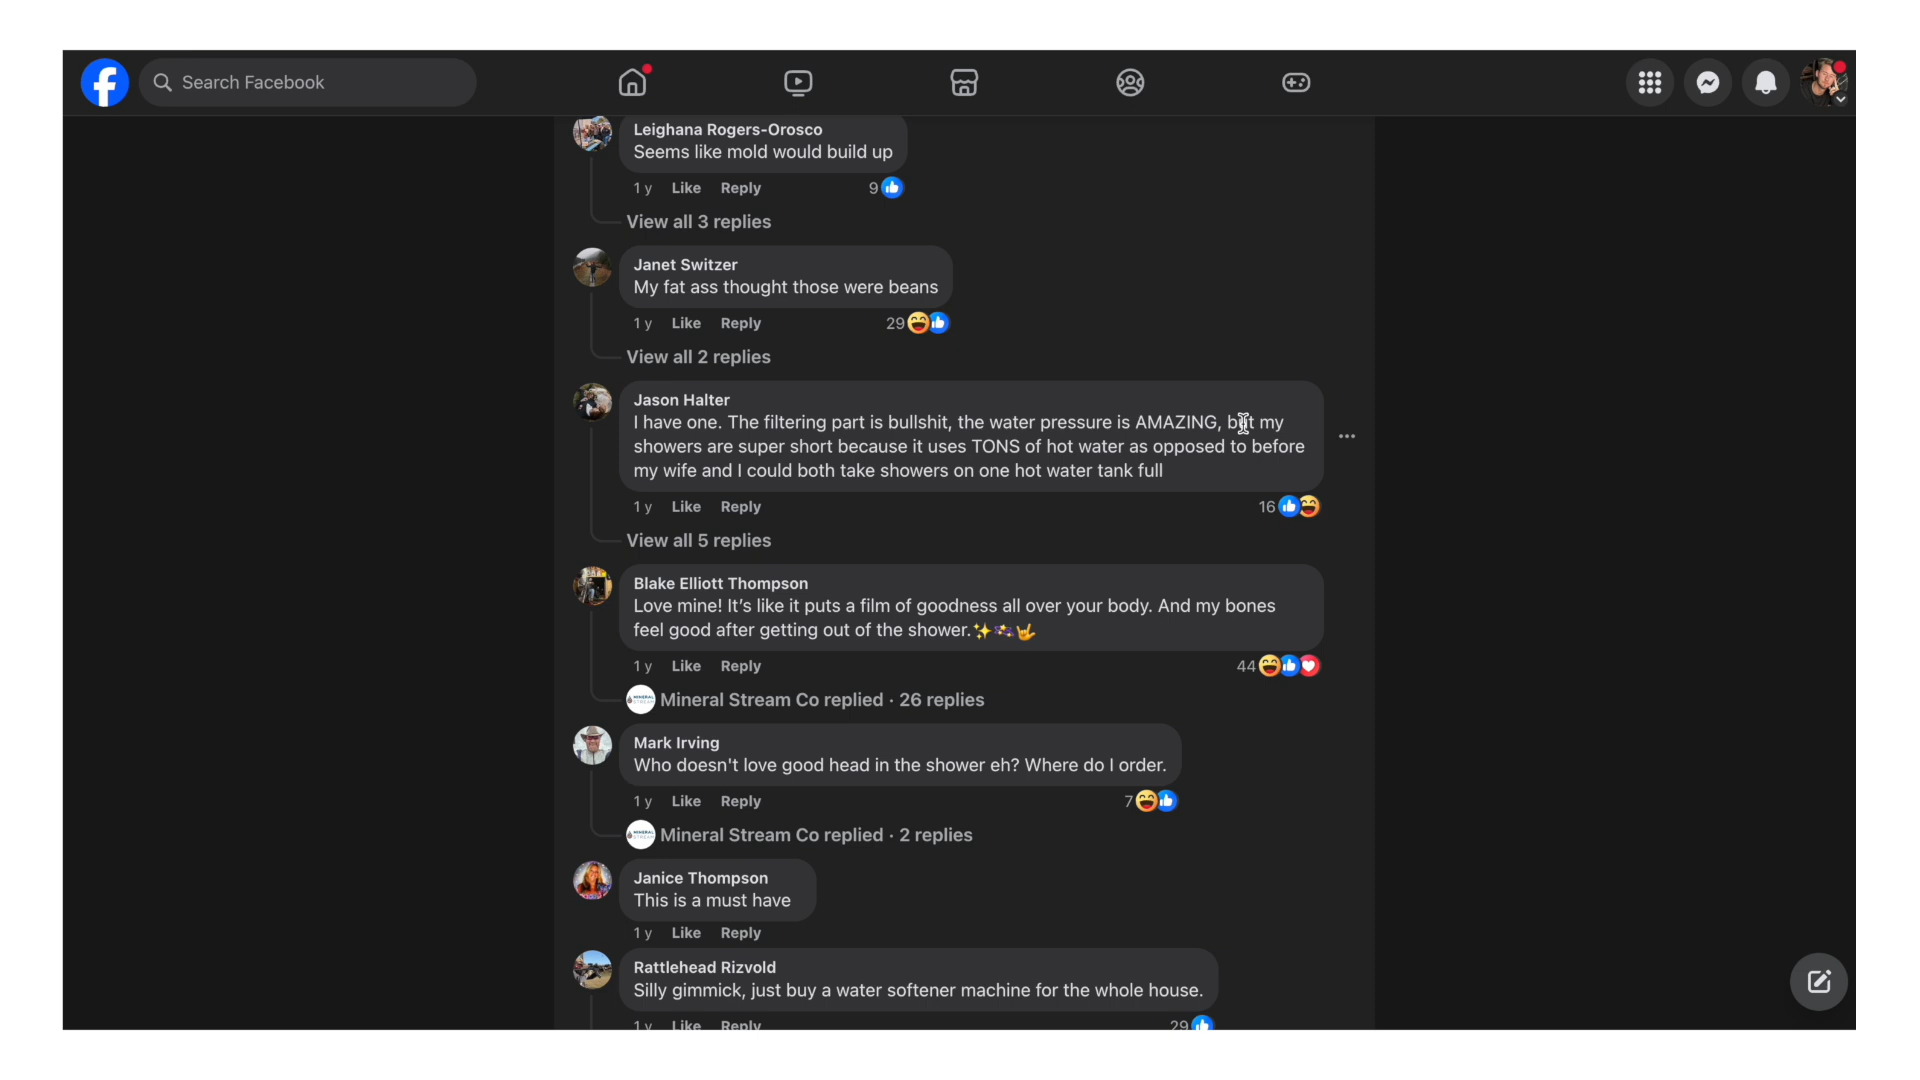 Search Facebook
Leighana Rogers-Orosco
Seems like mold would build up
1 y Like Reply 9
View all 3 replies
Janet Switzer
My fat ass thought those were beans
1 y Like Reply 29
View all 2 replies
Jason Halter
I have one. The filtering part is bullshit, the water pressure is AMAZING, but my
showers are super short because it uses TONS of hot water as opposed to before
my wife and I could both take showers on one hot water tank full
1 y Like Reply 16
View all 5 replies
Blake Elliott Thompson
Love mine! It’s like it puts a film of goodness all over your body. And my bones
feel good after getting out of the shower.✨💫🤟
1 y Like Reply 44
Mineral Stream Co replied · 26 replies
Mark Irving
Who doesn't love good head in the shower eh? Where do I order.
1 y Like Reply 7
Mineral Stream Co replied · 2 replies
Janice Thompson
This is a must have
1 y Like Reply
Rattlehead Rizvold
Silly gimmick, just buy a water softener machine for the whole house.
1 y Like Reply 29